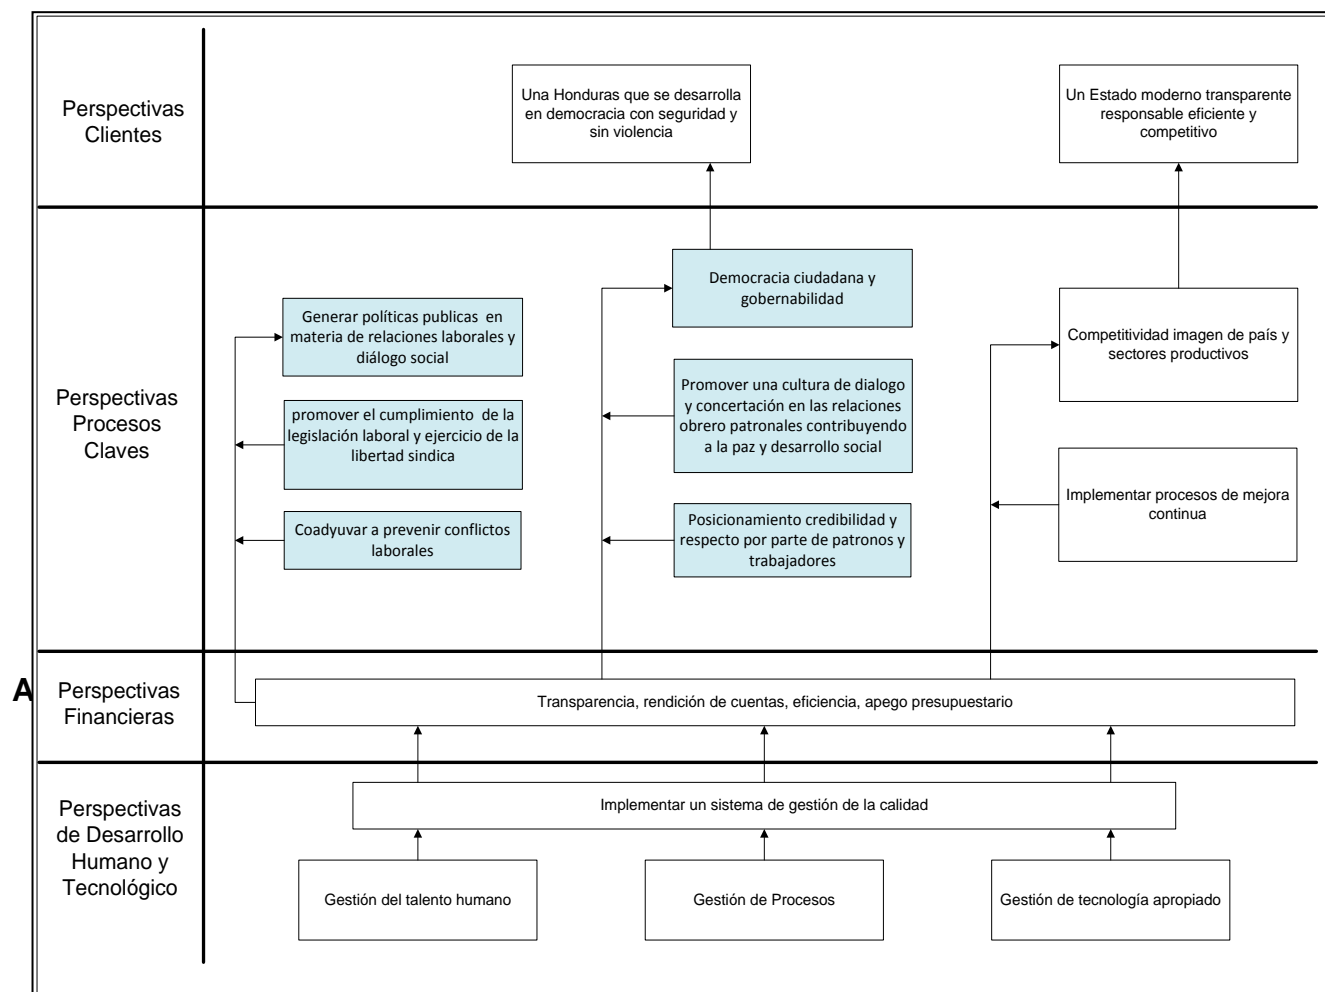 Perspectivas
Clientes
Una Honduras que se desarrolla
en democracia con seguridad y
sin violencia
Un Estado moderno transparente
responsable eficiente y
competitivo
Perspectivas
Procesos
Claves
Generar políticas publicas  en
materia de relaciones laborales y
diálogo social
promover el cumplimiento  de la
legislación laboral y ejercicio de la
libertad sindica
Coadyuvar a prevenir conflictos
laborales
Democracia ciudadana y
gobernabilidad
Promover una cultura de dialogo
y concertación en las relaciones
obrero patronales contribuyendo
a la paz y desarrollo social
Posicionamiento credibilidad y
respecto por parte de patronos y
trabajadores
Competitividad imagen de país y
sectores productivos
Implementar procesos de mejora
continua
A
Perspectivas
Financieras
Transparencia, rendición de cuentas, eficiencia, apego presupuestario
Perspectivas
de Desarrollo
Humano y
Tecnológico
Implementar un sistema de gestión de la calidad
Gestión del talento humano
Gestión de Procesos
Gestión de tecnología apropiado